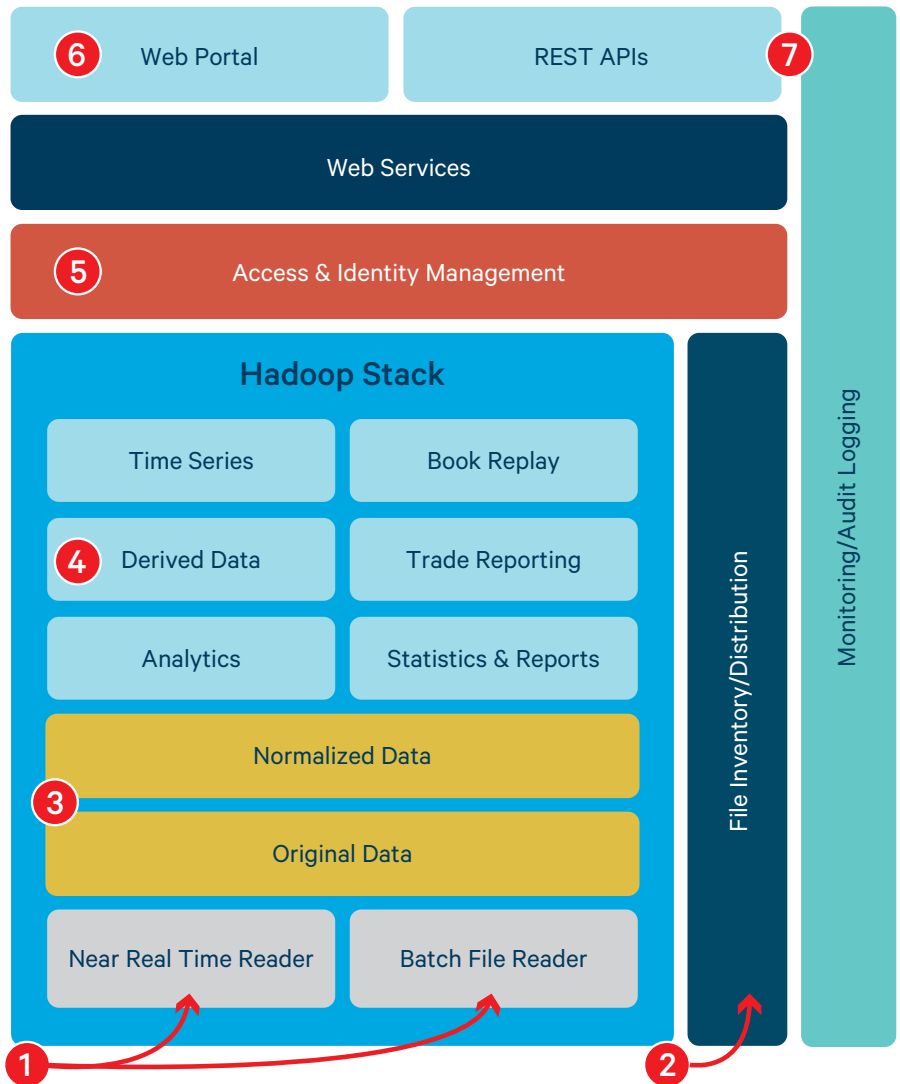 6
Web Portal
REST APIs
7
Web Services
5
Access & Identity Management
Hadoop Stack
Time Series
Book Replay
4
Derived Data
Trade Reporting
Analytics
Statistics & Reports
Normalized Data
3
Original Data
Near Real Time Reader
Batch File Reader
1
2
File Inventory/Distribution
Monitoring/Audit Logging